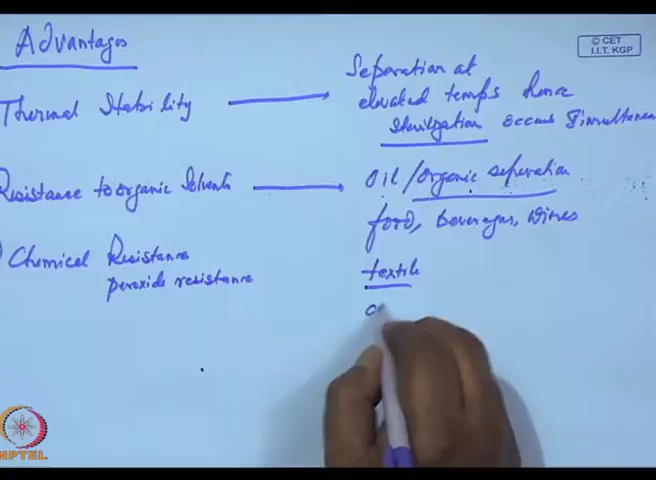 Advantages
© CET
I.I.T. KGP
Separation at
Thermal Stability → elevated temps hence
sterilization occurs Simultaneou
Resistance to organic Solvents → Oil/organic separation
food, beverages, wines
Chemical Resistance
peroxide resistance
textile
NPTEL